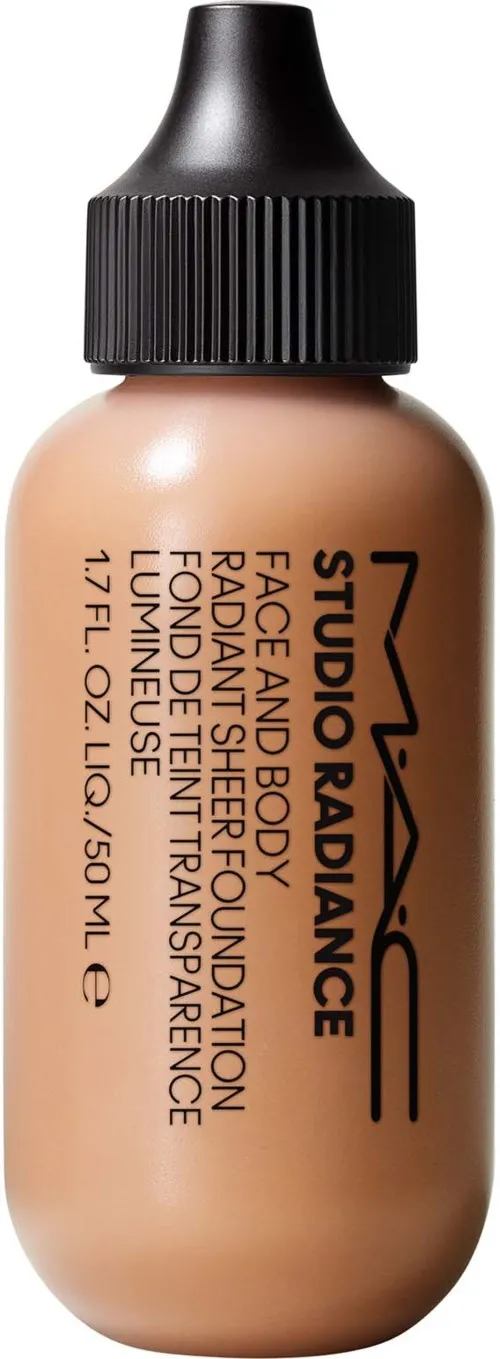 M·A·C
STUDIO RADIANCE
FACE AND BODY
RADIANT SHEER FOUNDATION
FOND DE TEINT TRANSPARENCE
LUMINEUSE
1.7 FL. OZ. LIQ./50 ML ℮